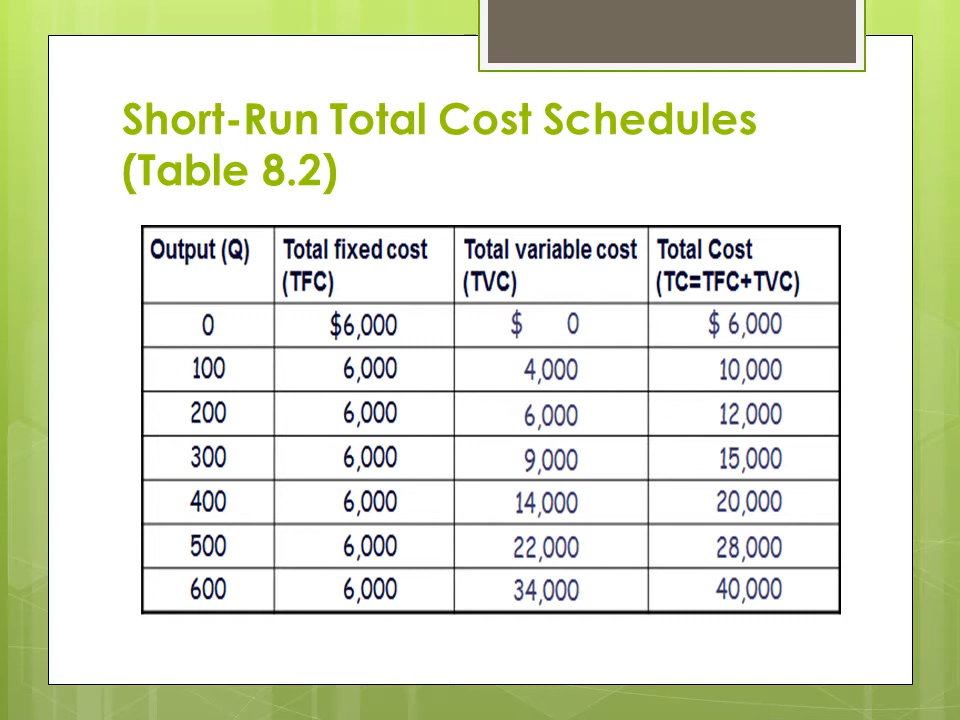 Short-Run Total Cost Schedules
(Table 8.2)
Output (Q) Total fixed cost Total variable cost Total Cost
(TFC) (TVC) (TC=TFC+TVC)
0 $6,000 $ 0 $ 6,000
100 6,000 4,000 10,000
200 6,000 6,000 12,000
300 6,000 9,000 15,000
400 6,000 14,000 20,000
500 6,000 22,000 28,000
600 6,000 34,000 40,000